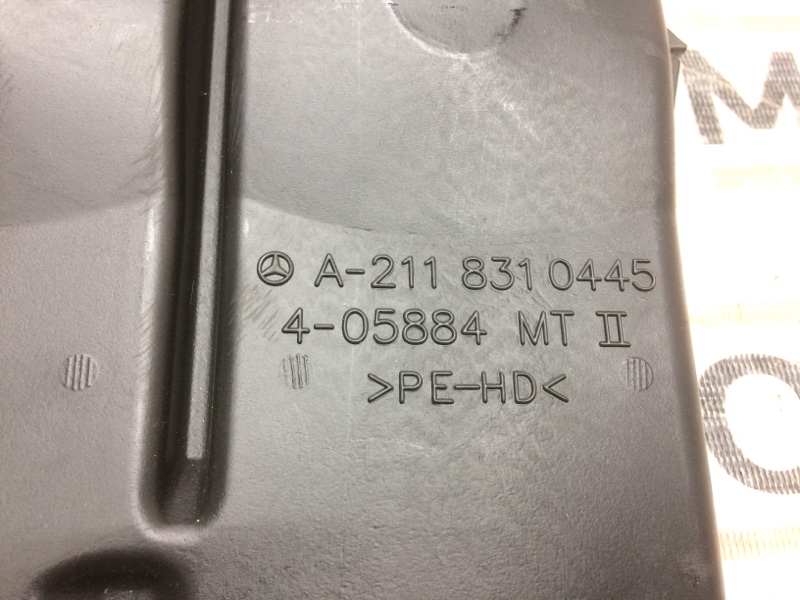 A-211 831 0445
4-05884 MT II
>PE-HD<
M
O